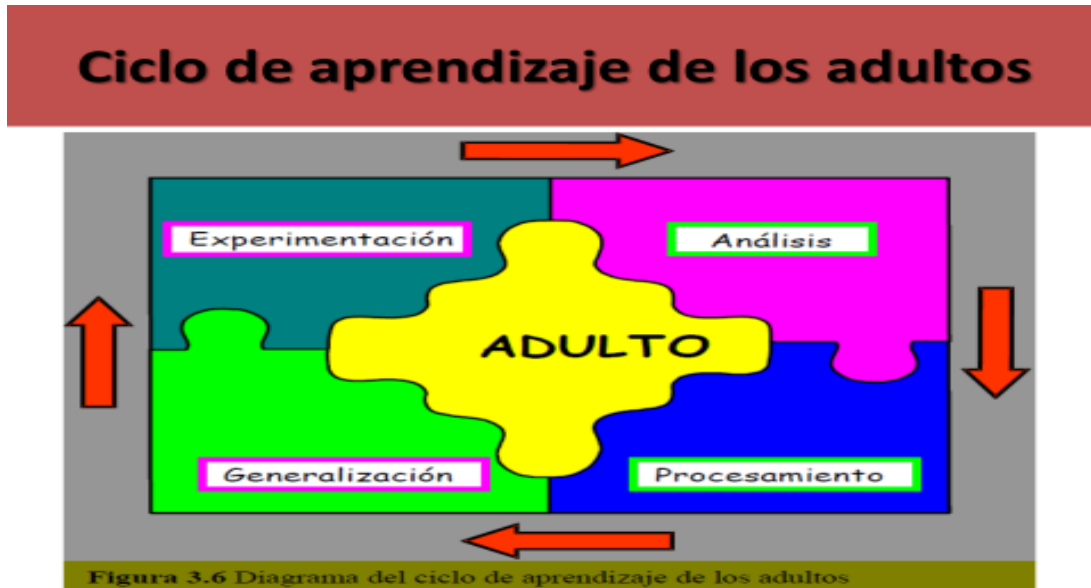 Ciclo de aprendizaje de los adultos
Experimentación
Análisis
ADULTO
Generalización
Procesamiento
Figura 3.6 Diagrama del ciclo de aprendizaje de los adultos